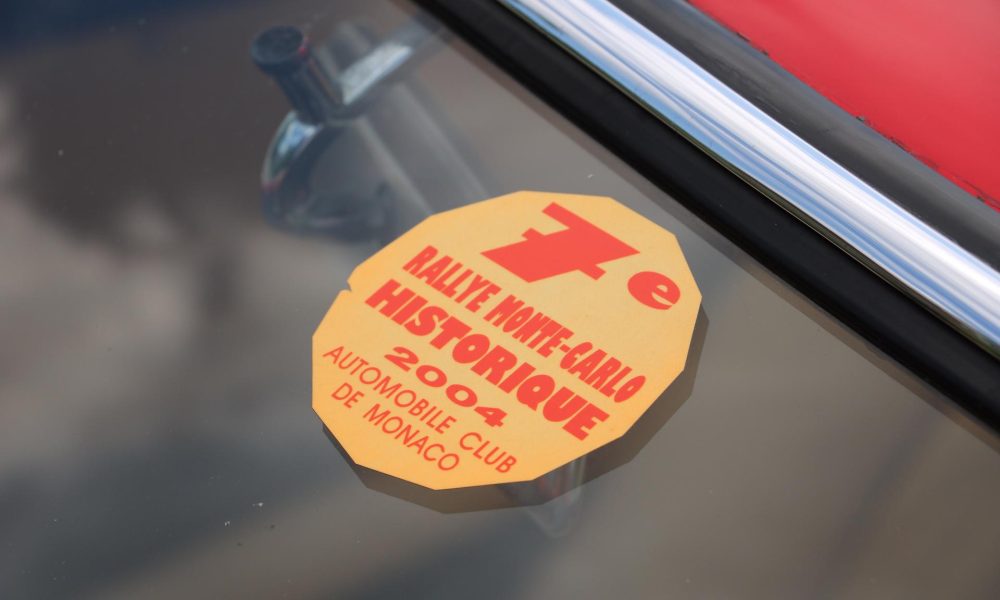 7e
RALLYE MONTE-CARLO
HISTORIQUE
2004
AUTOMOBILE CLUB
DE MONACO